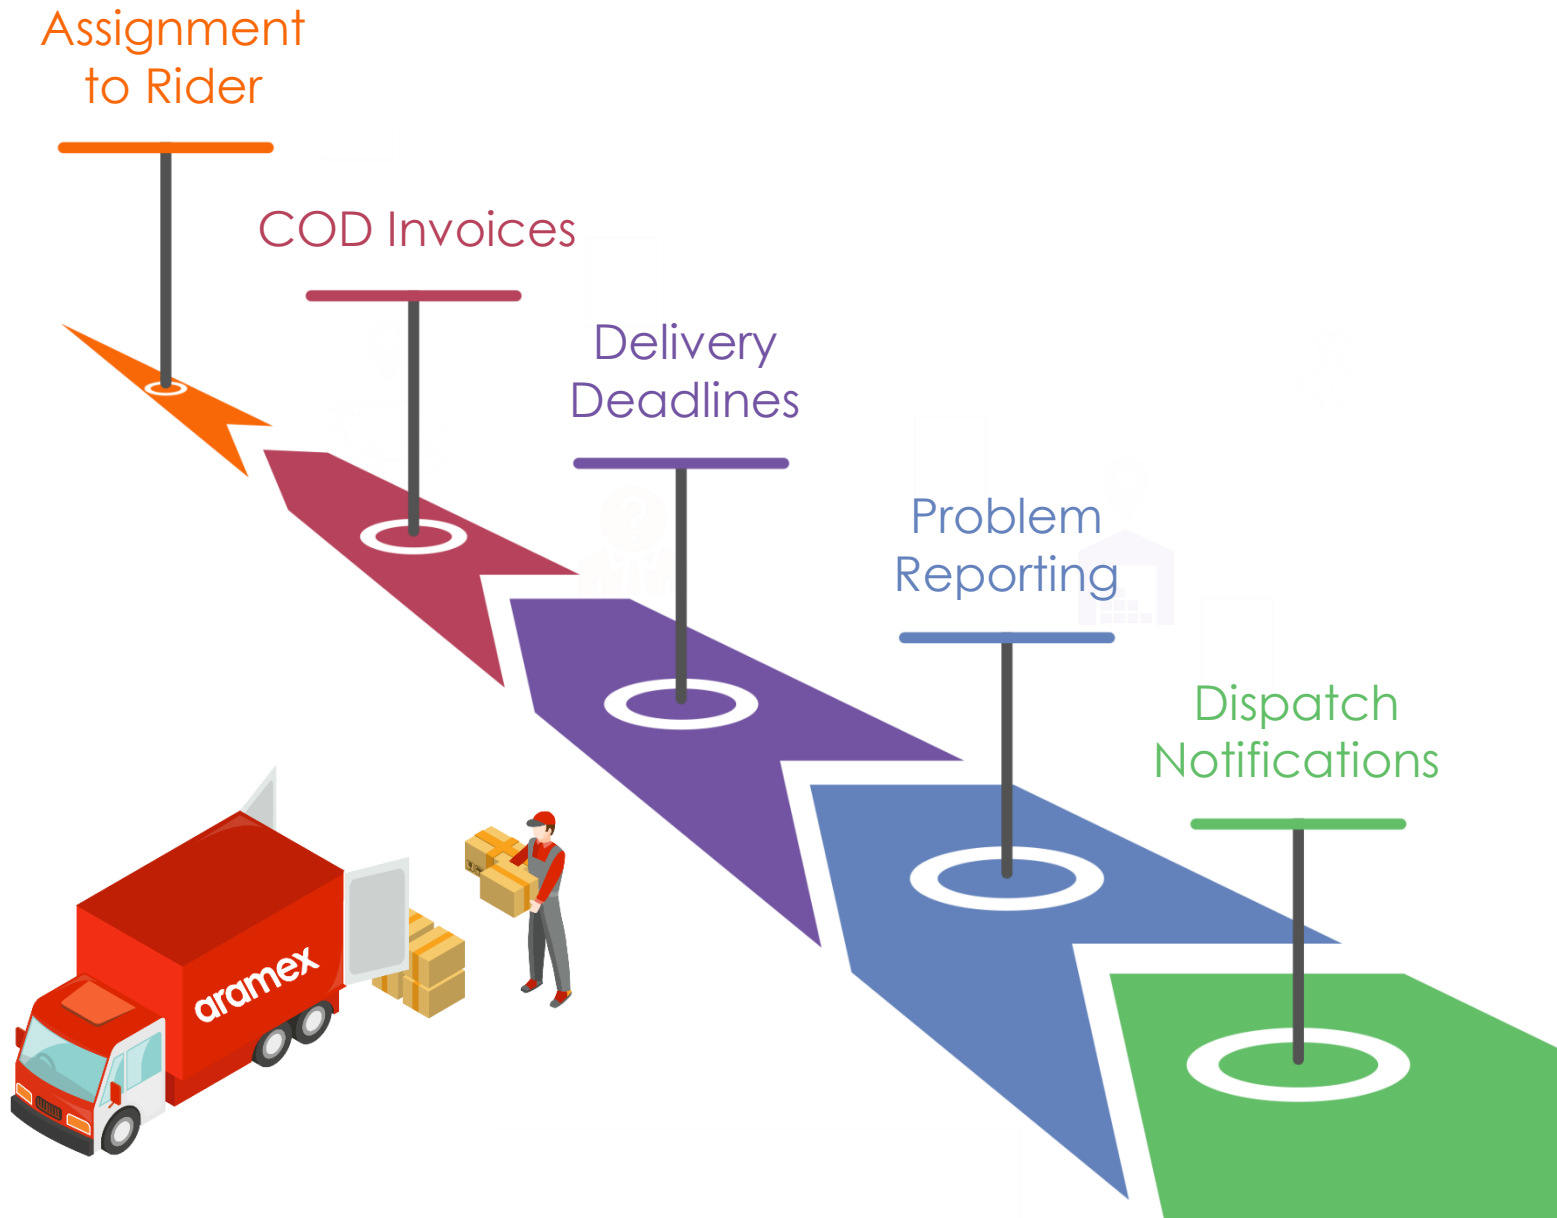 Assignment
to Rider
COD Invoices
Delivery
Deadlines
Problem
Reporting
Dispatch
Notifications
aramex